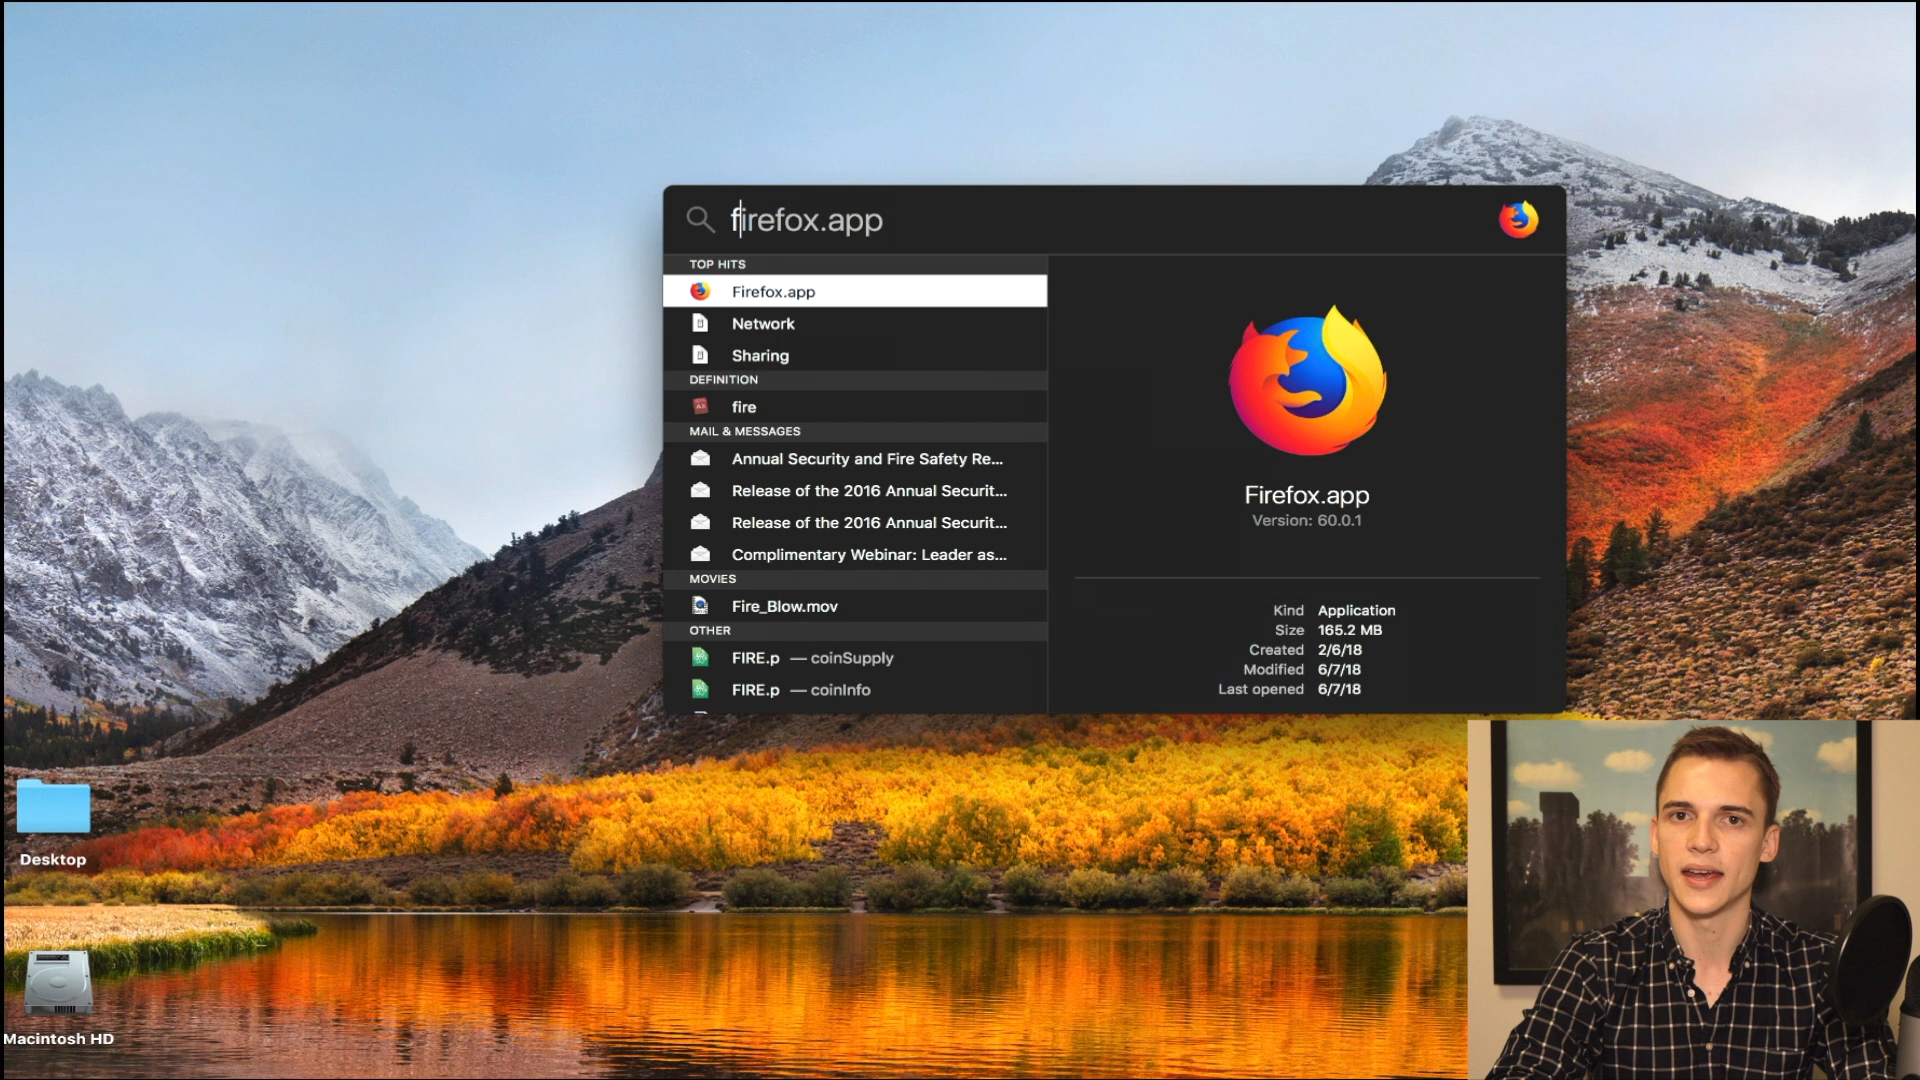 firefox.app
TOP HITS
Firefox.app
Network
Sharing
DEFINITION
fire
MAIL & MESSAGES
Annual Security and Fire Safety Re...
Release of the 2016 Annual Securit...
Release of the 2016 Annual Securit...
Complimentary Webinar: Leader as...
MOVIES
Fire_Blow.mov
OTHER
FIRE.p — coinSupply
FIRE.p — coinInfo
Firefox.app
Version: 60.0.1
Kind Application
Size 165.2 MB
Created 2/6/18
Modified 6/7/18
Last opened 6/7/18
Desktop
Macintosh HD